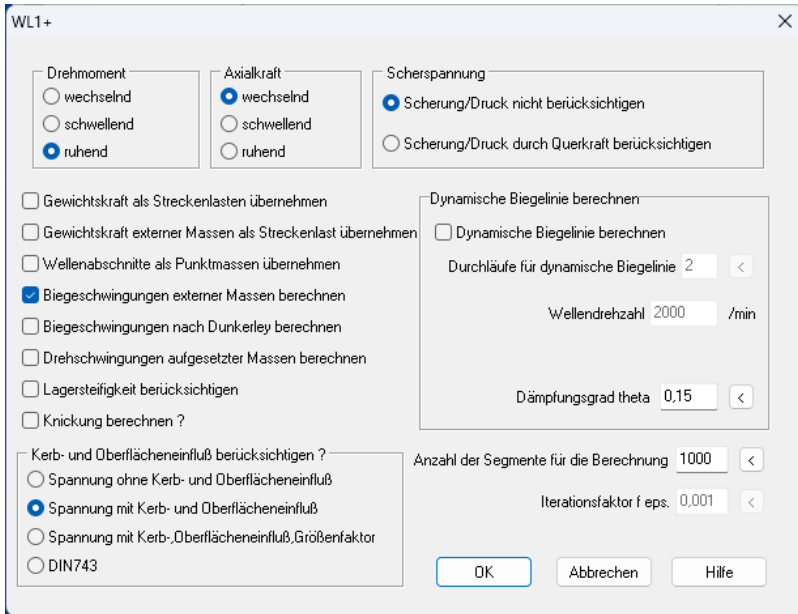 WL1+
Drehmoment
wechselnd
schwellend
ruhend
Axialkraft
wechselnd
schwellend
ruhend
Scherspannung
Scherung/Druck nicht berücksichtigen
Scherung/Druck durch Querkraft berücksichtigen
Gewichtskraft als Streckenlasten übernehmen
Gewichtskraft externer Massen als Streckenlast übernehmen
Wellenabschnitte als Punktmassen übernehmen
Biegeschwingungen externer Massen berechnen
Biegeschwingungen nach Dunkerley berechnen
Drehschwingungen aufgesetzter Massen berechnen
Lagersteifigkeit berücksichtigen
Knickung berechnen ?
Dynamische Biegelinie berechnen
Dynamische Biegelinie berechnen
Durchläufe für dynamische Biegelinie 2 <
Wellendrehzahl 2000 /min
Dämpfungsgrad theta 0,15 <
Kerb- und Oberflächeneinfluß berücksichtigen ?
Spannung ohne Kerb- und Oberflächeneinfluß
Spannung mit Kerb- und Oberflächeneinfluß
Spannung mit Kerb-,Oberflächeneinfluß,Größenfaktor
DIN743
Anzahl der Segmente für die Berechnung 1000 <
Iterationsfaktor f eps. 0,001 <
OK Abbrechen Hilfe